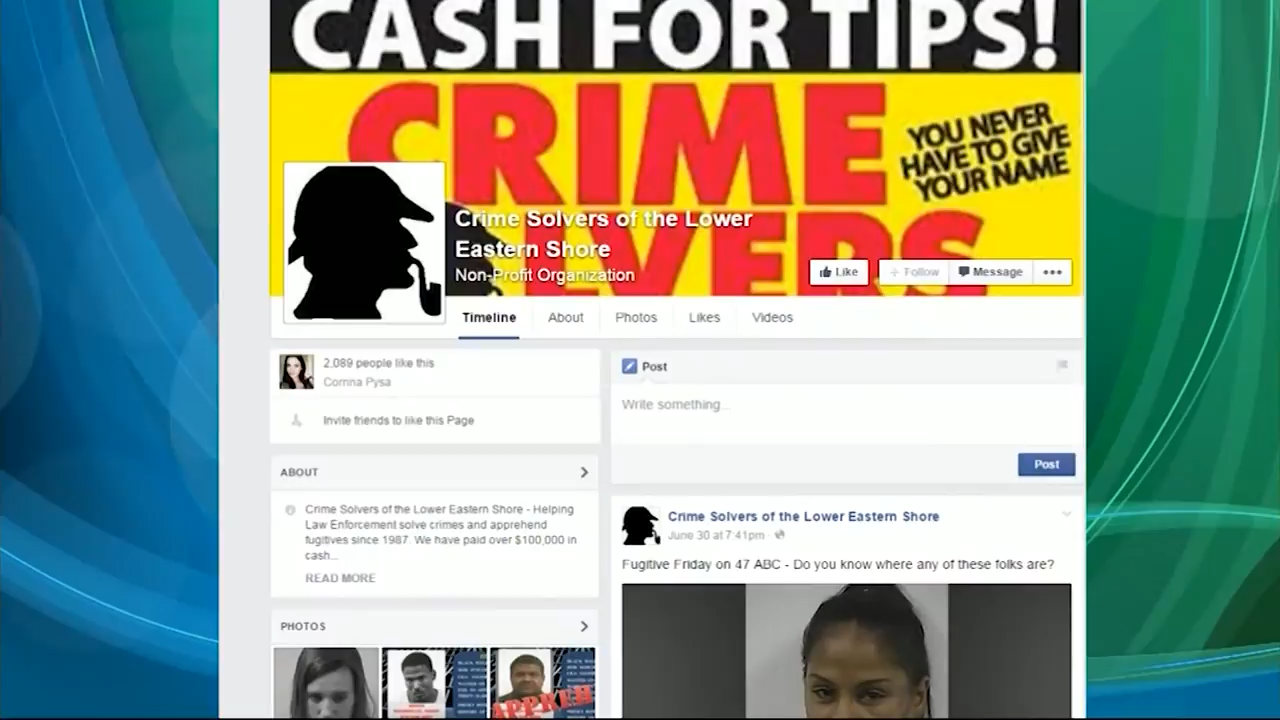 CASH FOR TIPS!
CRIME
YOU NEVER
HAVE TO GIVE
YOUR NAME
Crime Solvers of the Lower
Eastern Shore
Non-Profit Organization
Like
Follow
Message
Timeline
About
Photos
Likes
Videos
2,089 people like this
Corrina Pysa
Invite friends to like this Page
Post
Write something...
Post
ABOUT
Crime Solvers of the Lower Eastern Shore - Helping
Law Enforcement solve crimes and apprehend
fugitives since 1987. We have paid over $100,000 in
cash...
READ MORE
PHOTOS
Crime Solvers of the Lower Eastern Shore
June 30 at 7:41pm ·
Fugitive Friday on 47 ABC - Do you know where any of these folks are?